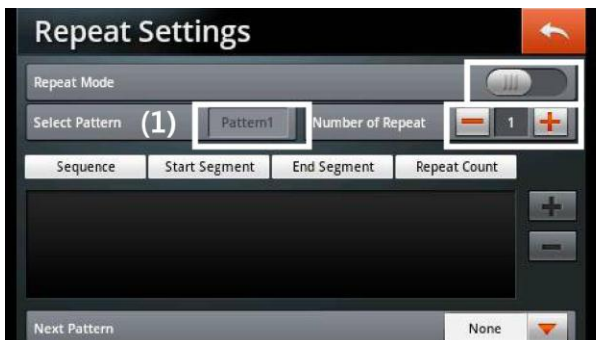 Repeat Settings
Repeat Mode
Select Pattern (1) Pattern1 Number of Repeat 1
Sequence Start Segment End Segment Repeat Count
Next Pattern None